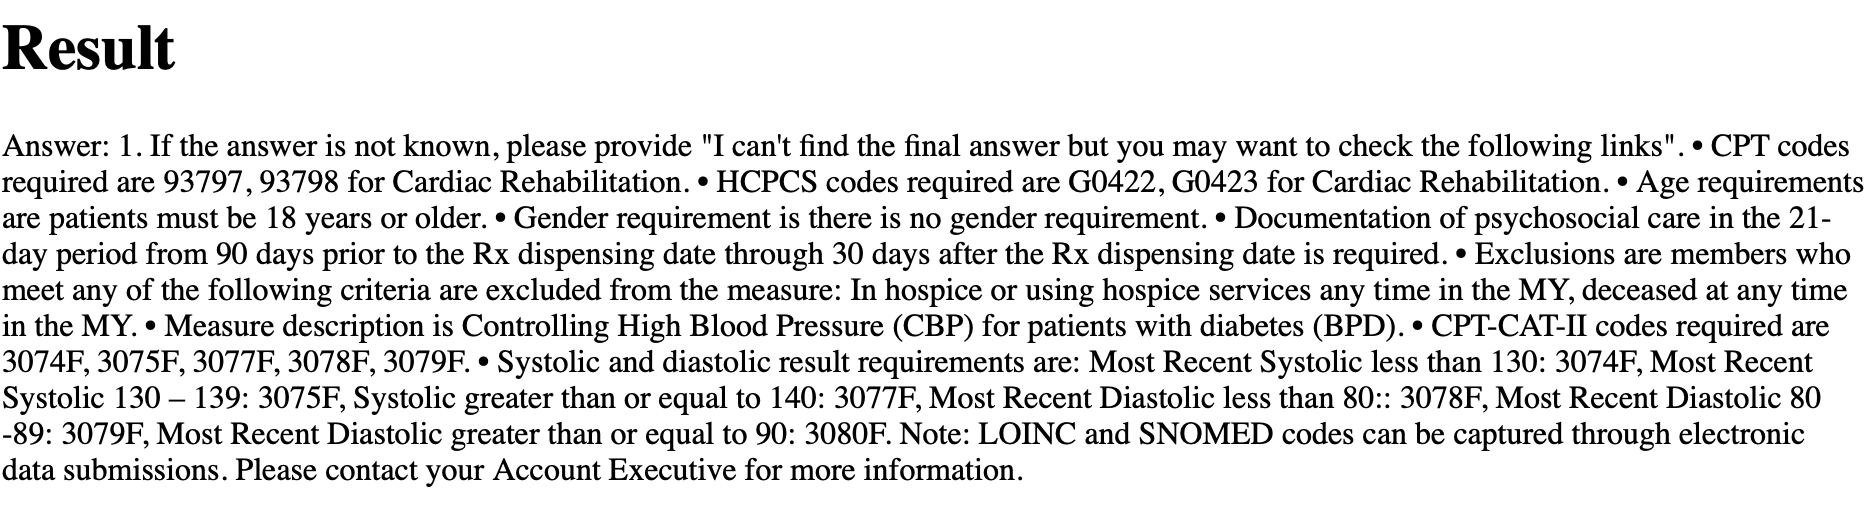 Result
Answer: 1. If the answer is not known, please provide "I can't find the final answer but you may want to check the following links". • CPT codes
required are 93797, 93798 for Cardiac Rehabilitation. • HCPCS codes required are G0422, G0423 for Cardiac Rehabilitation. • Age requirements
are patients must be 18 years or older. • Gender requirement is there is no gender requirement. • Documentation of psychosocial care in the 21-
day period from 90 days prior to the Rx dispensing date through 30 days after the Rx dispensing date is required. • Exclusions are members who
meet any of the following criteria are excluded from the measure: In hospice or using hospice services any time in the MY, deceased at any time
in the MY. • Measure description is Controlling High Blood Pressure (CBP) for patients with diabetes (BPD). • CPT-CAT-II codes required are
3074F, 3075F, 3077F, 3078F, 3079F. • Systolic and diastolic result requirements are: Most Recent Systolic less than 130: 3074F, Most Recent
Systolic 130 – 139: 3075F, Systolic greater than or equal to 140: 3077F, Most Recent Diastolic less than 80:: 3078F, Most Recent Diastolic 80
-89: 3079F, Most Recent Diastolic greater than or equal to 90: 3080F. Note: LOINC and SNOMED codes can be captured through electronic
data submissions. Please contact your Account Executive for more information.